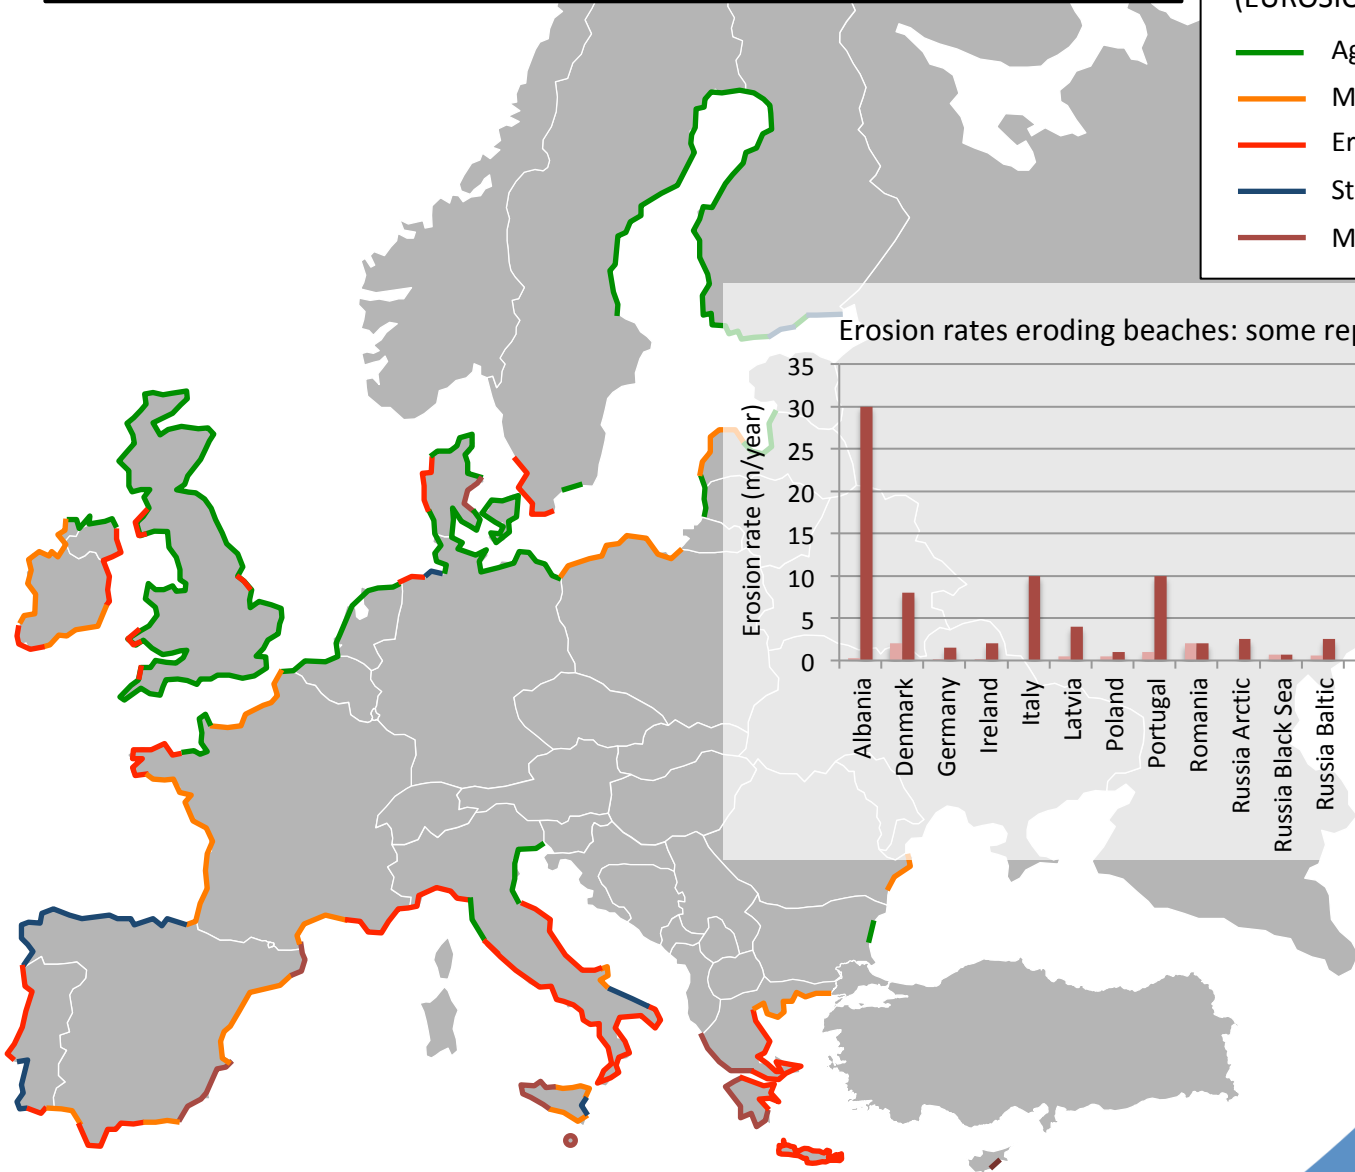 (EUROSIO
Ag
M
Er
St
M
Erosion rates eroding beaches: some rep
Erosion rate (m/year)
35
30
25
20
15
10
5
0
Albania
Denmark
Germany
Ireland
Italy
Latvia
Poland
Portugal
Romania
Russia Arctic
Russia Black Sea
Russia Baltic